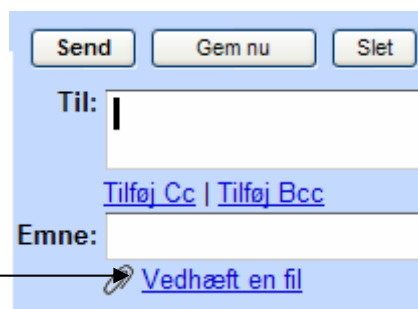 Send Gem nu Slet
Til:
Tilføj Cc | Tilføj Bcc
Emne:
Vedhæft en fil